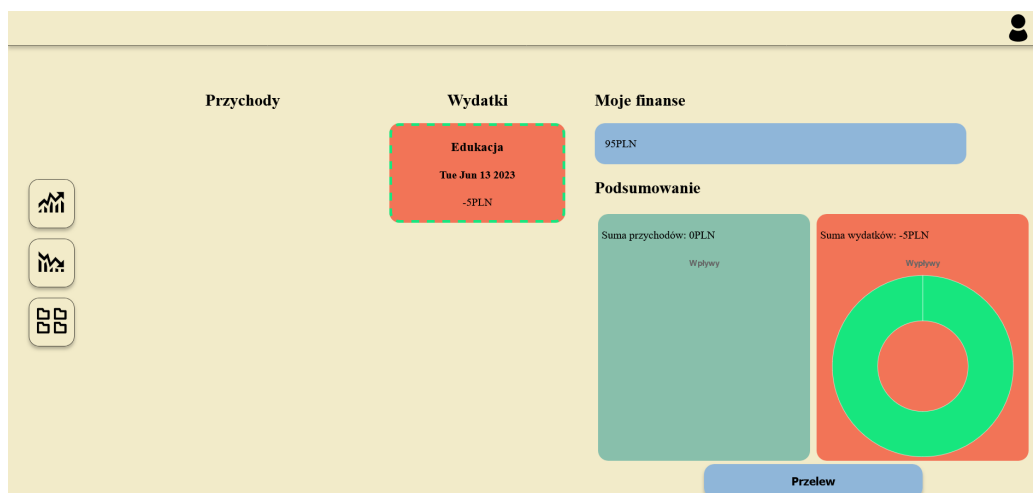 Przychody
Wydatki
Edukacja
Tue Jun 13 2023
-5PLN
Moje finanse
95PLN
Podsumowanie
Suma przychodów: 0PLN
Wpływy
Suma wydatków: -5PLN
Wypływy
Przelew